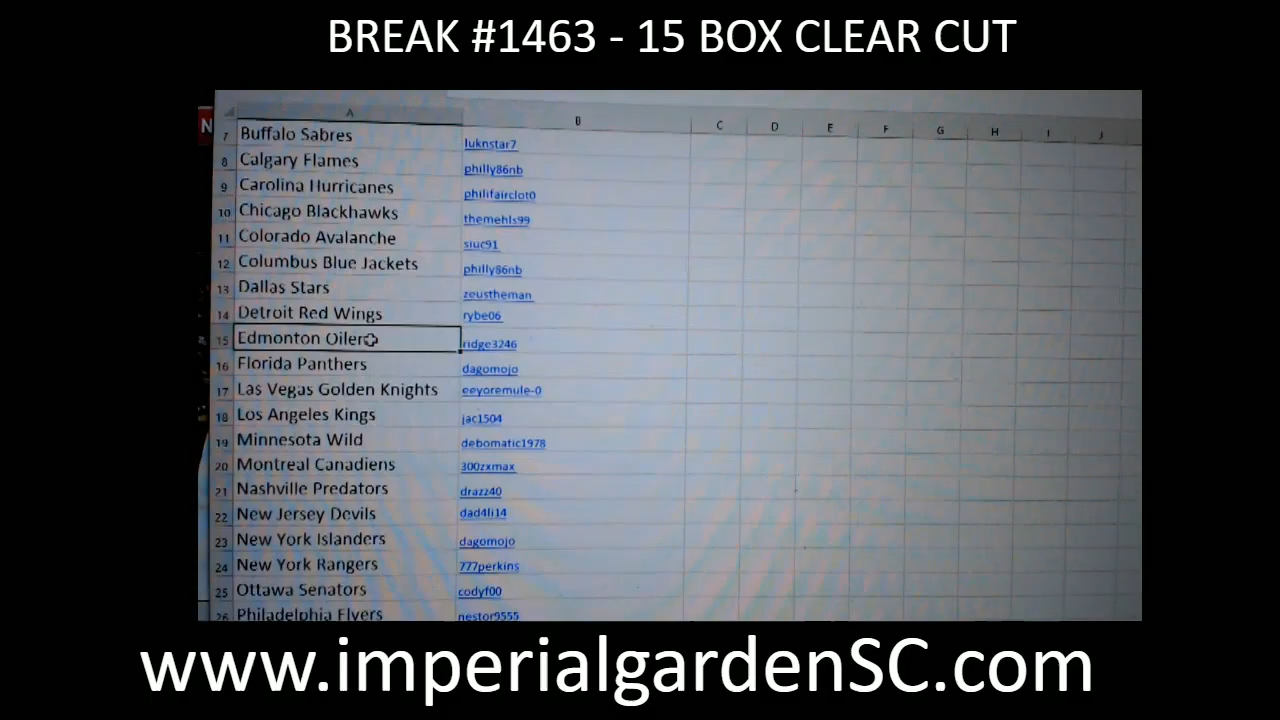 BREAK #1463 - 15 BOX CLEAR CUT
N
A B C D E F G H I J
7 Buffalo Sabres luknstar7
8 Calgary Flames philly86nb
9 Carolina Hurricanes philifairclot0
10 Chicago Blackhawks themehls99
11 Colorado Avalanche siuc91
12 Columbus Blue Jackets philly86nb
13 Dallas Stars zeustheman
14 Detroit Red Wings rybe06
15 Edmonton Oiler ridge3246
16 Florida Panthers dagomojo
17 Las Vegas Golden Knights eeyoremule-0
18 Los Angeles Kings jac1504
19 Minnesota Wild debomatic1978
20 Montreal Canadiens 300zxmax
21 Nashville Predators drazz40
22 New Jersey Devils dad4li14
23 New York Islanders dagomojo
24 New York Rangers 777perkins
25 Ottawa Senators codyf00
26 Philadelphia Flyers nestor9555
www.imperialgardenSC.com